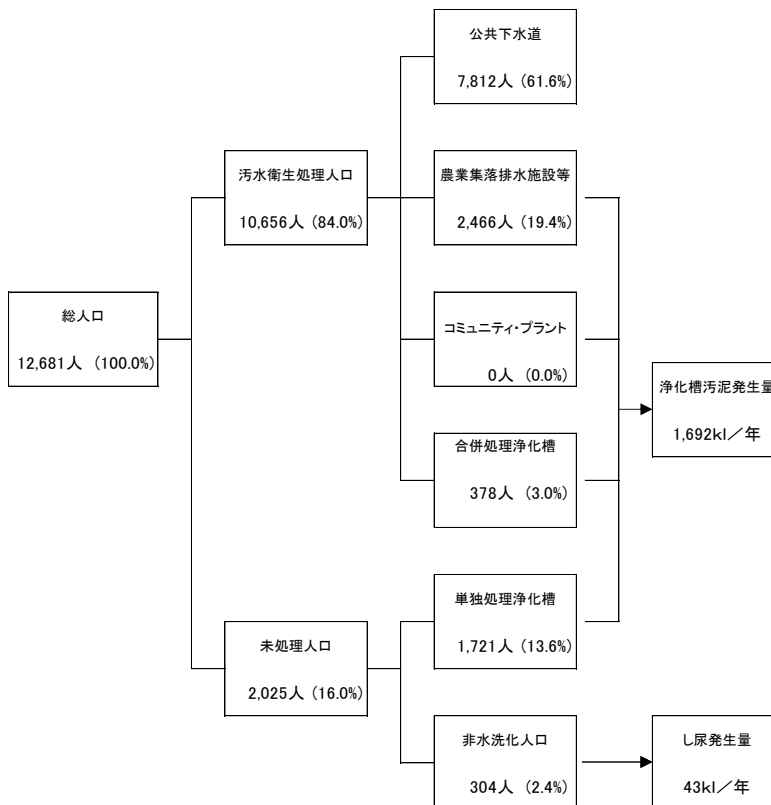 公共下水道
7,812人 (61.6%)
汚水衛生処理人口
10,656人 (84.0%)
農業集落排水施設等
2,466人 (19.4%)
総人口
12,681人 (100.0%)
コミュニティ・プラント
0人 (0.0%)
浄化槽汚泥発生量
1,692kl／年
合併処理浄化槽
378人 (3.0%)
単独処理浄化槽
1,721人 (13.6%)
未処理人口
2,025人 (16.0%)
非水洗化人口
304人 (2.4%)
し尿発生量
43kl／年